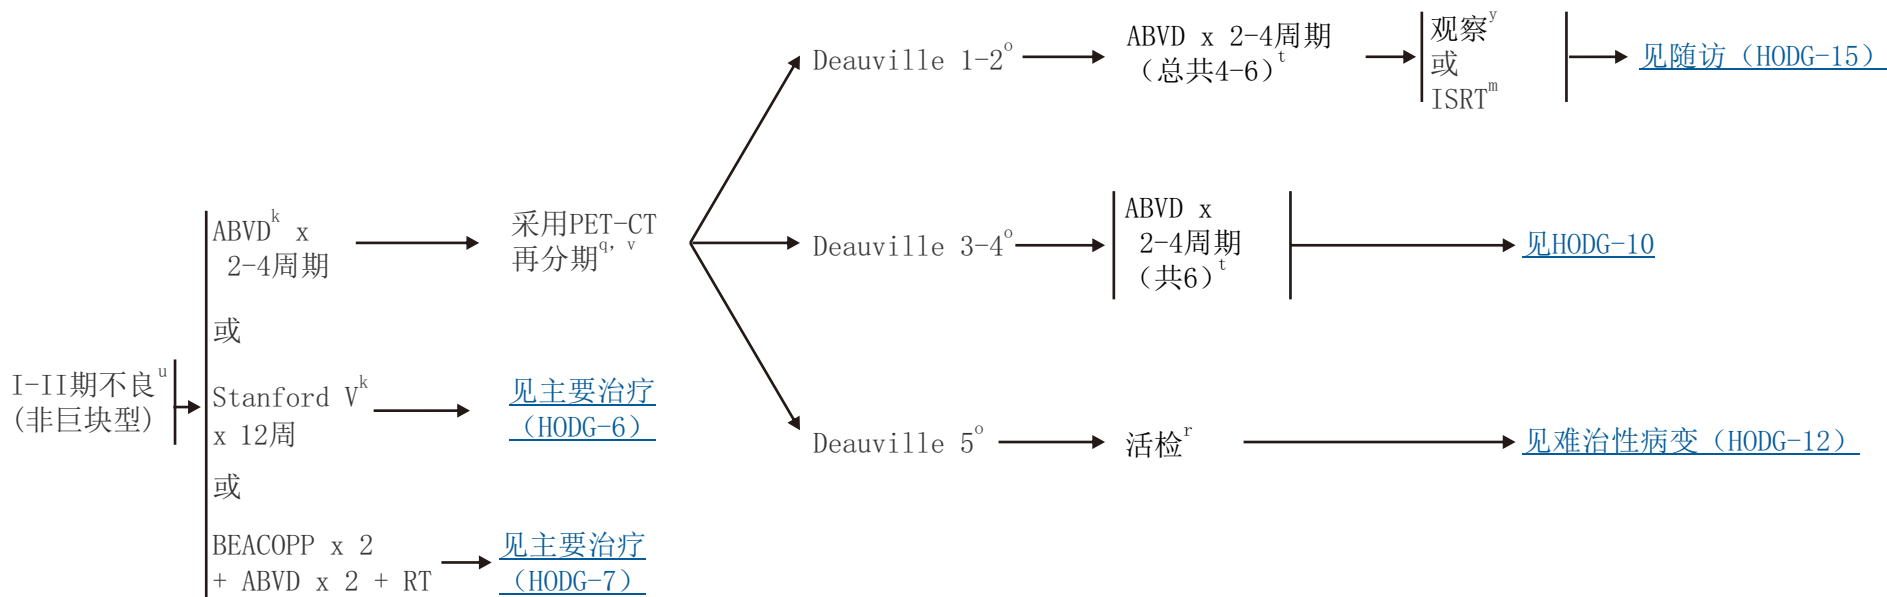 I-II期不良u
(非巨块型)
ABVDk x
2-4周期
或
Stanford Vk
x 12周
或
BEACOPP x 2
+ ABVD x 2 + RT
采用PET-CT
再分期q, v
见主要治疗
(HODG-6)
见主要治疗
(HODG-7)
Deauville 1-2o
ABVD x 2-4周期
(总共4-6)t
观察y
或
ISRTm
见随访（HODG-15）
Deauville 3-4o
ABVD x
2-4周期
（共6）t
见HODG-10
Deauville 5o
活检r
见难治性病变（HODG-12）